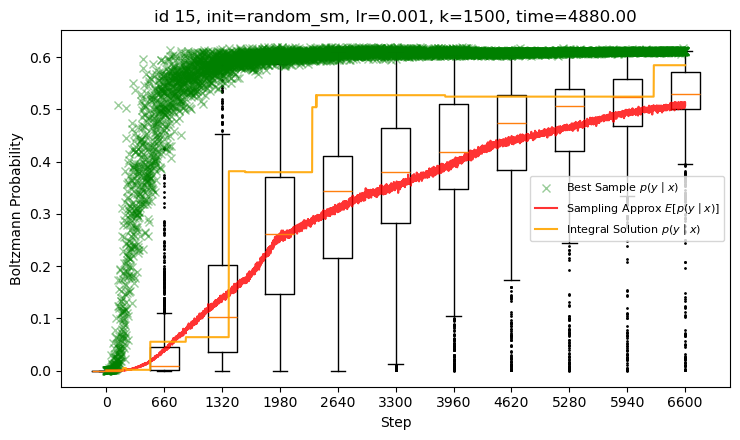 id 15, init=random_sm, lr=0.001, k=1500, time=4880.00
Boltzmann Probability
0.6
0.5
0.4
0.3
0.2
0.1
0.0
Best Sample p(y | x)
Sampling Approx E[p(y | x)]
Integral Solution p(y | x)
0 660 1320 1980 2640 3300 3960 4620 5280 5940 6600
Step